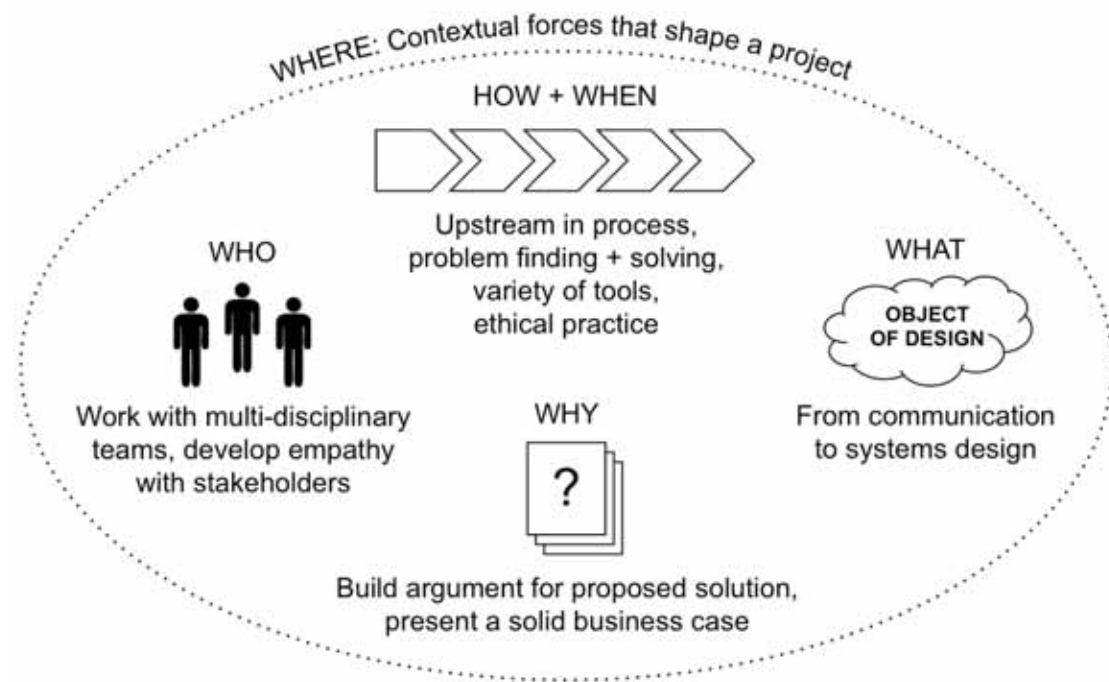 WHERE: Contextual forces that shape a project
HOW + WHEN
Upstream in process,
problem finding + solving,
variety of tools,
ethical practice
WHO
Work with multi-disciplinary
teams, develop empathy
with stakeholders
WHAT
OBJECT
OF DESIGN
From communication
to systems design
WHY
?
Build argument for proposed solution,
present a solid business case